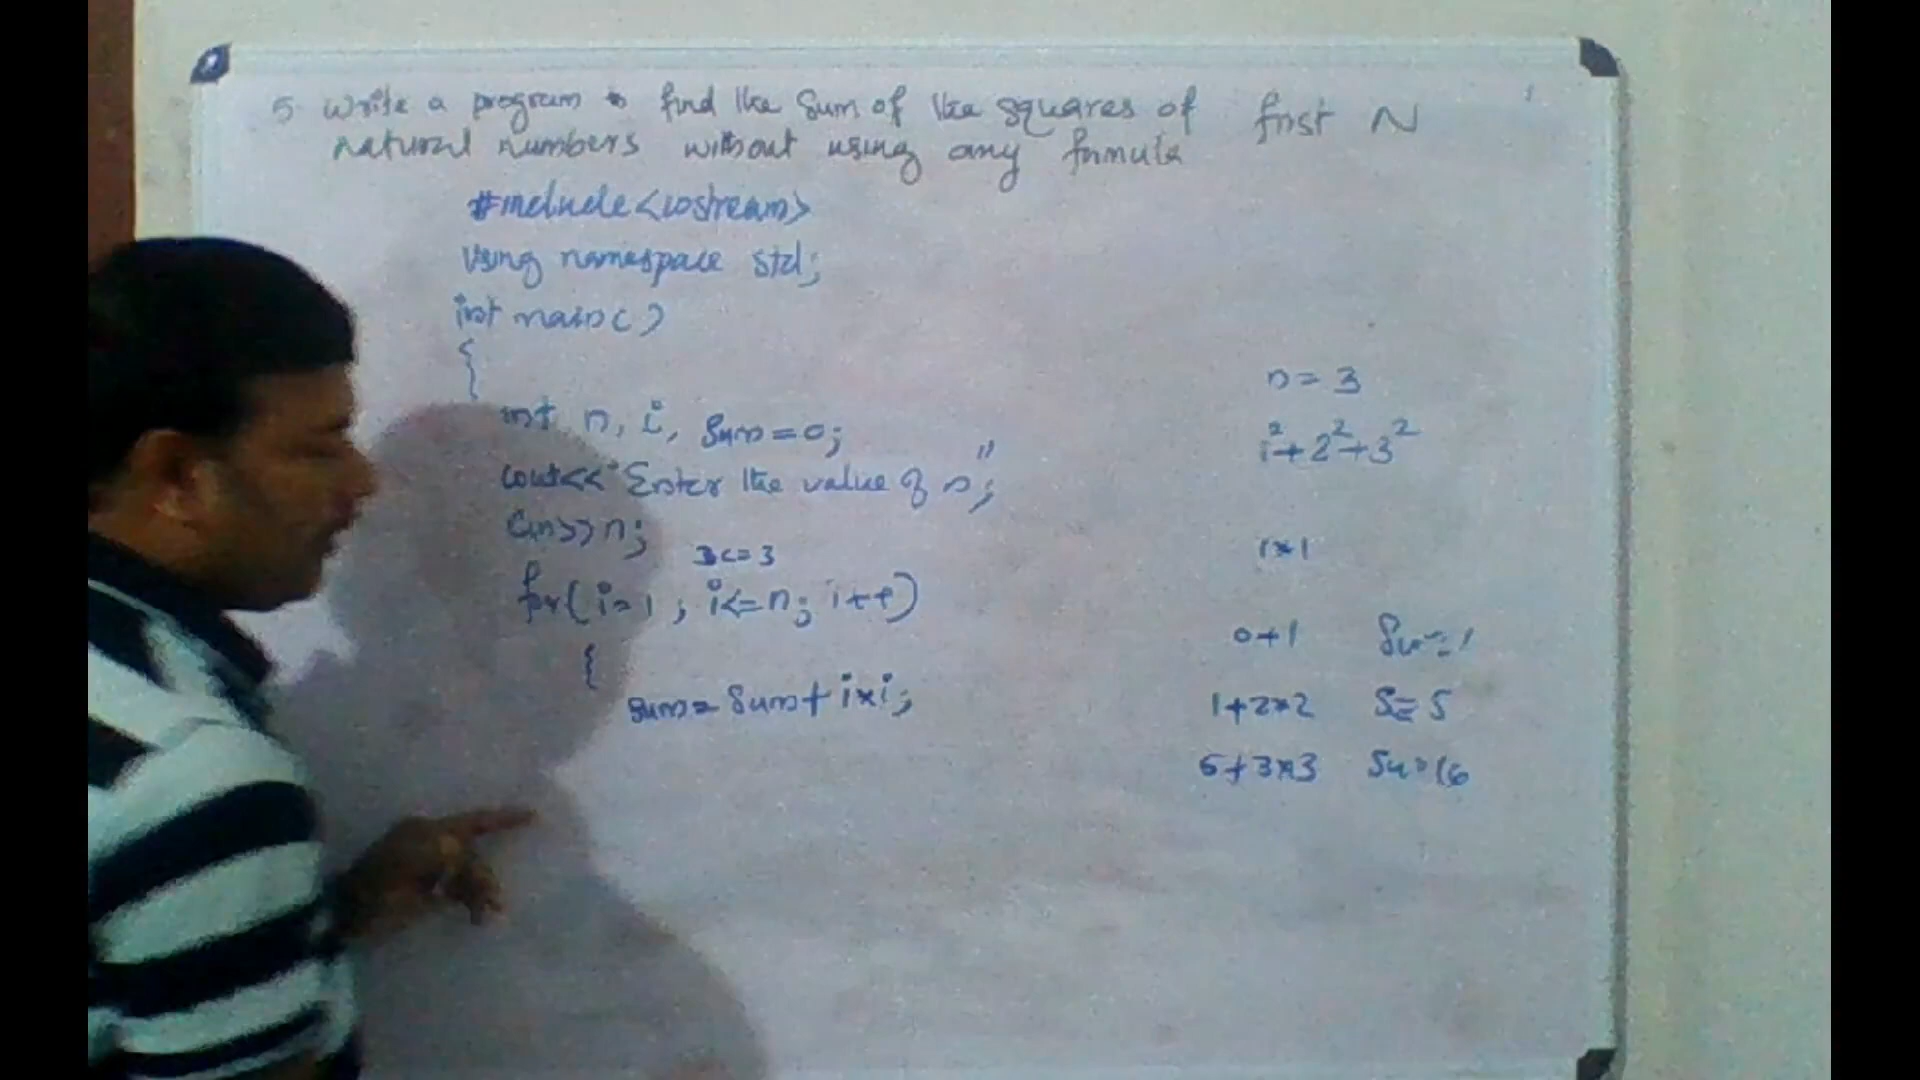 5. Write a program to find the Sum of the squares of first N
natural numbers without using any formula
#include<iostream>
Using namespace std;
int main()
{
int n, i, Sum=0;
cout<<"Enter the value of n";
cin>>n;
3<=3
for(i=1; i<=n; i++)
{
sum=Sum+i*i;
n=3
1²+2²+3²
1*1
0+1 Su=1
1+2*2 S=5
5+3*3 Su=16